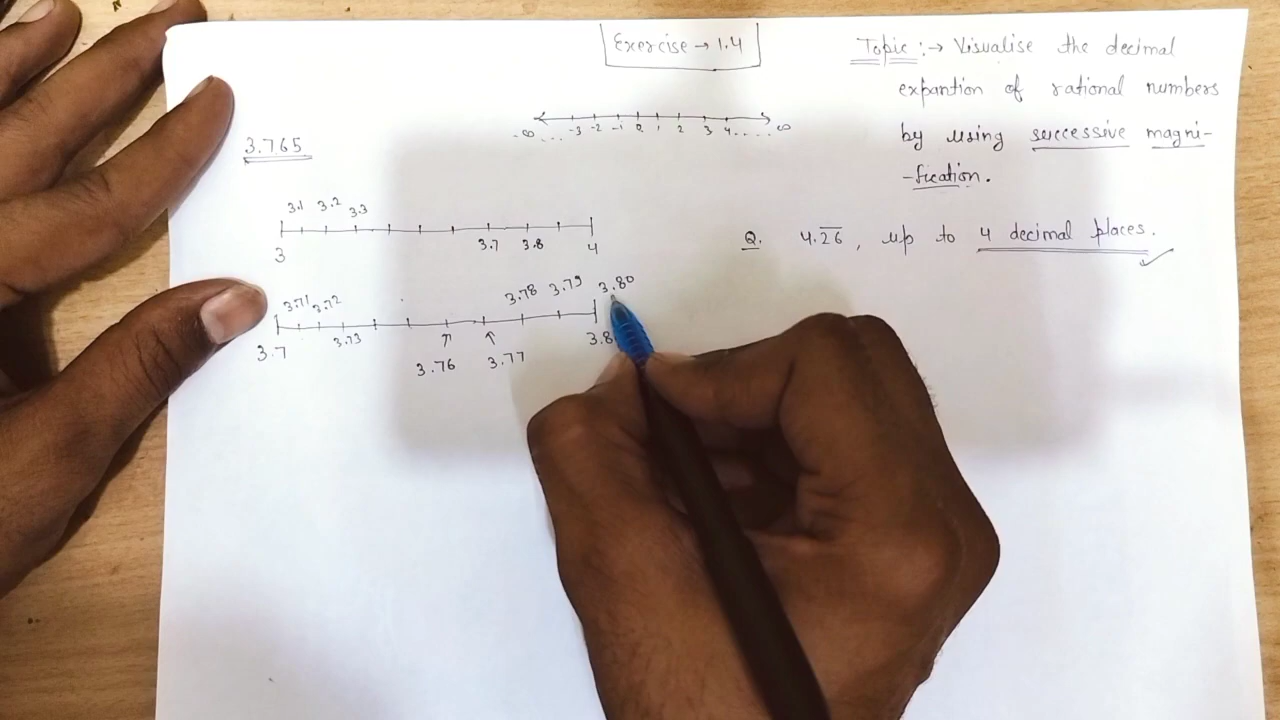 Exercise → 1.4
Topic :→ Visualise the decimal
expantion of rational numbers
by using successive magni-
-fication.
-∞ ... -3 -2 -1 0 1 2 3 4 ..... ∞
3.765
3.1 3.2 3.3
3.7 3.8
3 4
Q. 4.2̅6̅, up to 4 decimal places.
3.71 3.72 3.78 3.79 3.80
3.7 3.73 3.76 3.77 3.8